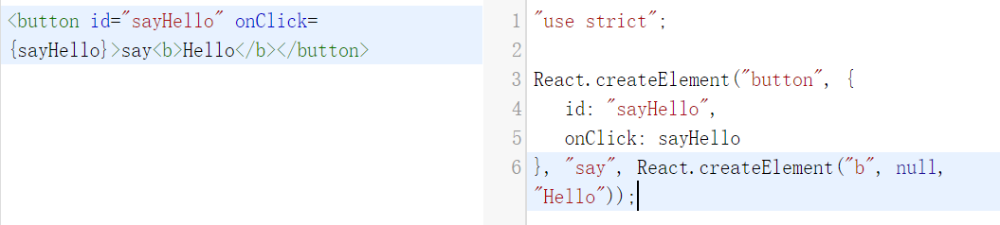 <button id="sayHello" onClick=
{sayHello}>say<b>Hello</b></button>
1 "use strict";
2
3 React.createElement("button", {
4 id: "sayHello",
5 onClick: sayHello
6 }, "say", React.createElement("b", null,
"Hello"));